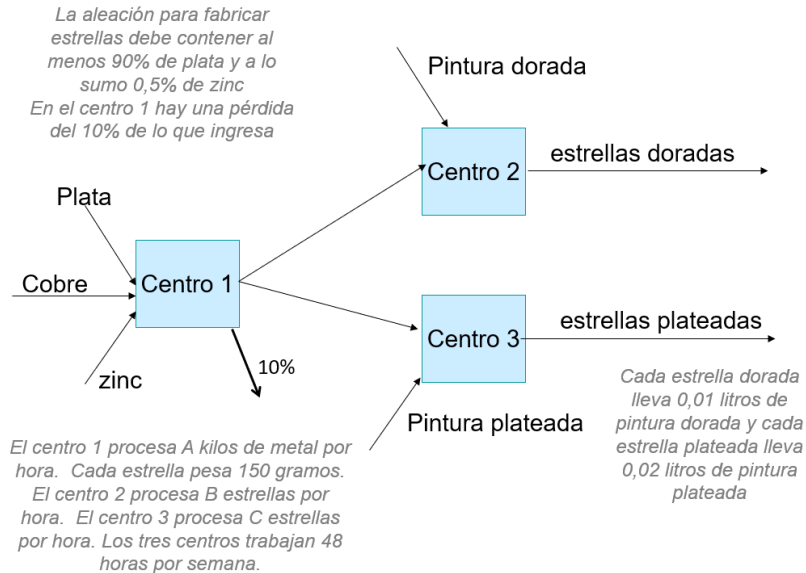 La aleación para fabricar
estrellas debe contener al
menos 90% de plata y a lo
sumo 0,5% de zinc
En el centro 1 hay una pérdida
del 10% de lo que ingresa
Pintura dorada
Centro 2
estrellas doradas
Plata
Cobre
Centro 1
zinc
10%
Centro 3
estrellas plateadas
Pintura plateada
Cada estrella dorada
lleva 0,01 litros de
pintura dorada y cada
estrella plateada lleva
0,02 litros de pintura
plateada
El centro 1 procesa A kilos de metal por
hora. Cada estrella pesa 150 gramos.
El centro 2 procesa B estrellas por
hora. El centro 3 procesa C estrellas
por hora. Los tres centros trabajan 48
horas por semana.